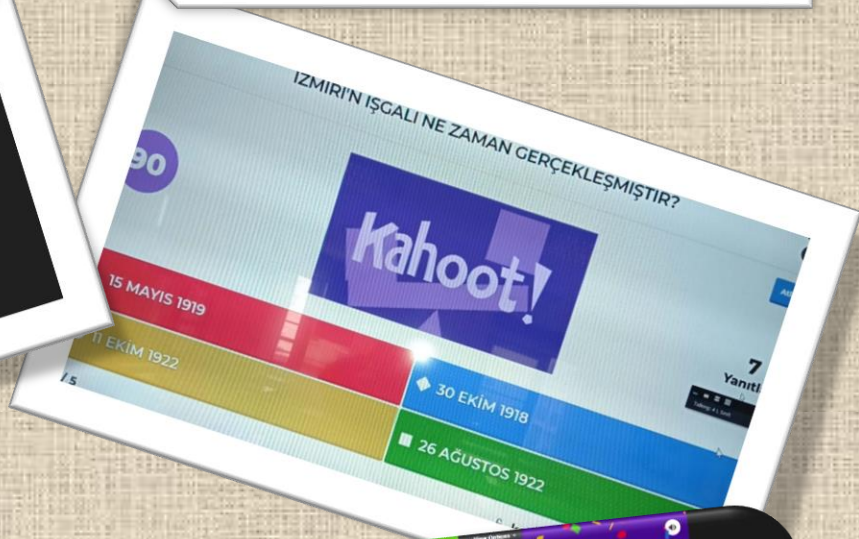 IZMIRI'N IŞGALI NE ZAMAN GERÇEKLEŞMIŞTIR?
90
Kahoot!
15 MAYIS 1919
30 EKİM 1918
11 EKİM 1922
26 AĞUSTOS 1922
7
/ 5